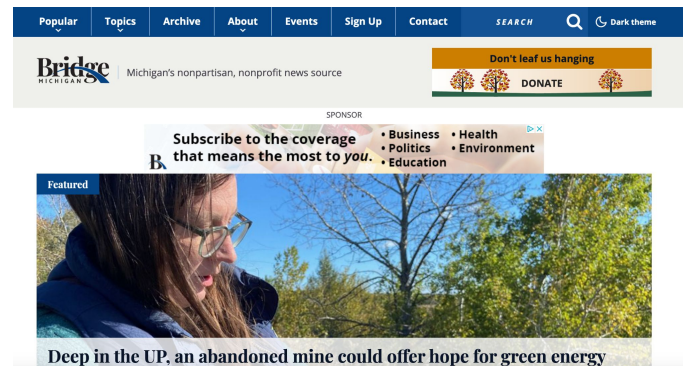 Popular Topics Archive About Events Sign Up Contact SEARCH Dark theme
Bridge
MICHIGAN
Michigan's nonpartisan, nonprofit news source
Don't leaf us hanging
DONATE
SPONSOR
Subscribe to the coverage
that means the most to you.
• Business • Health
• Politics • Environment
• Education
B
Featured
Deep in the UP, an abandoned mine could offer hope for green energy